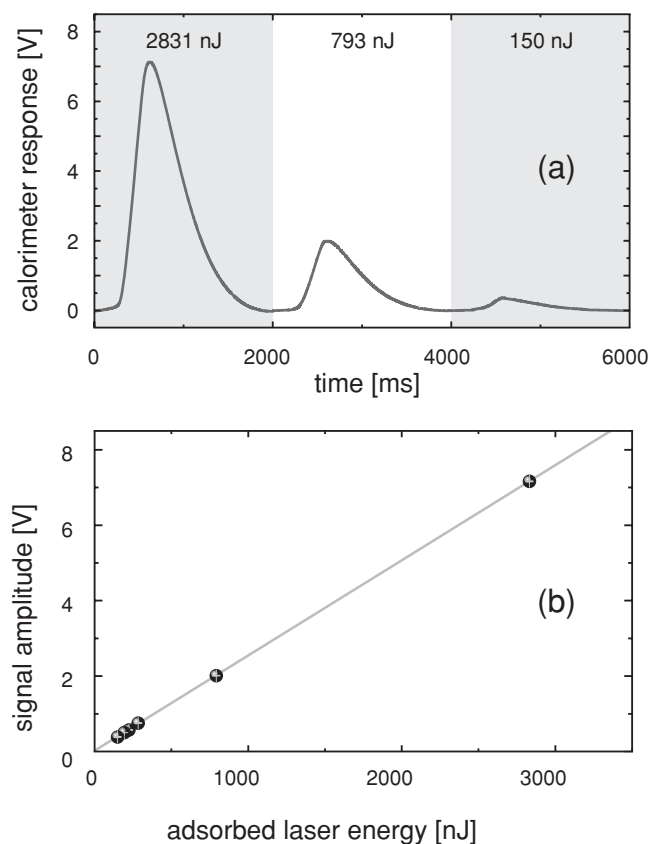 2831 nJ 793 nJ 150 nJ
calorimeter response [V]
8
6
4
2
0
(a)
0 2000 4000 6000
time [ms]
signal amplitude [V]
8
6
4
2
0
(b)
0 1000 2000 3000
adsorbed laser energy [nJ]